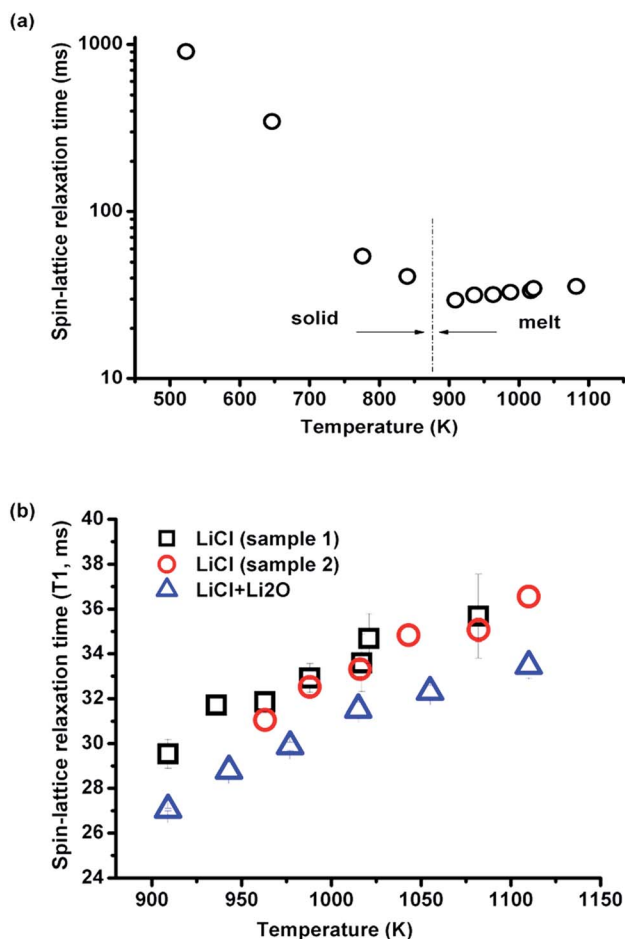 (a)
Spin-lattice relaxation time (ms)
1000
100
10
solid
melt
500 600 700 800 900 1000 1100
Temperature (K)
(b)
Spin-lattice relaxation time (T1, ms)
40
38
36
34
32
30
28
26
24
LiCl (sample 1)
LiCl (sample 2)
LiCl+Li2O
900 950 1000 1050 1100 1150
Temperature (K)